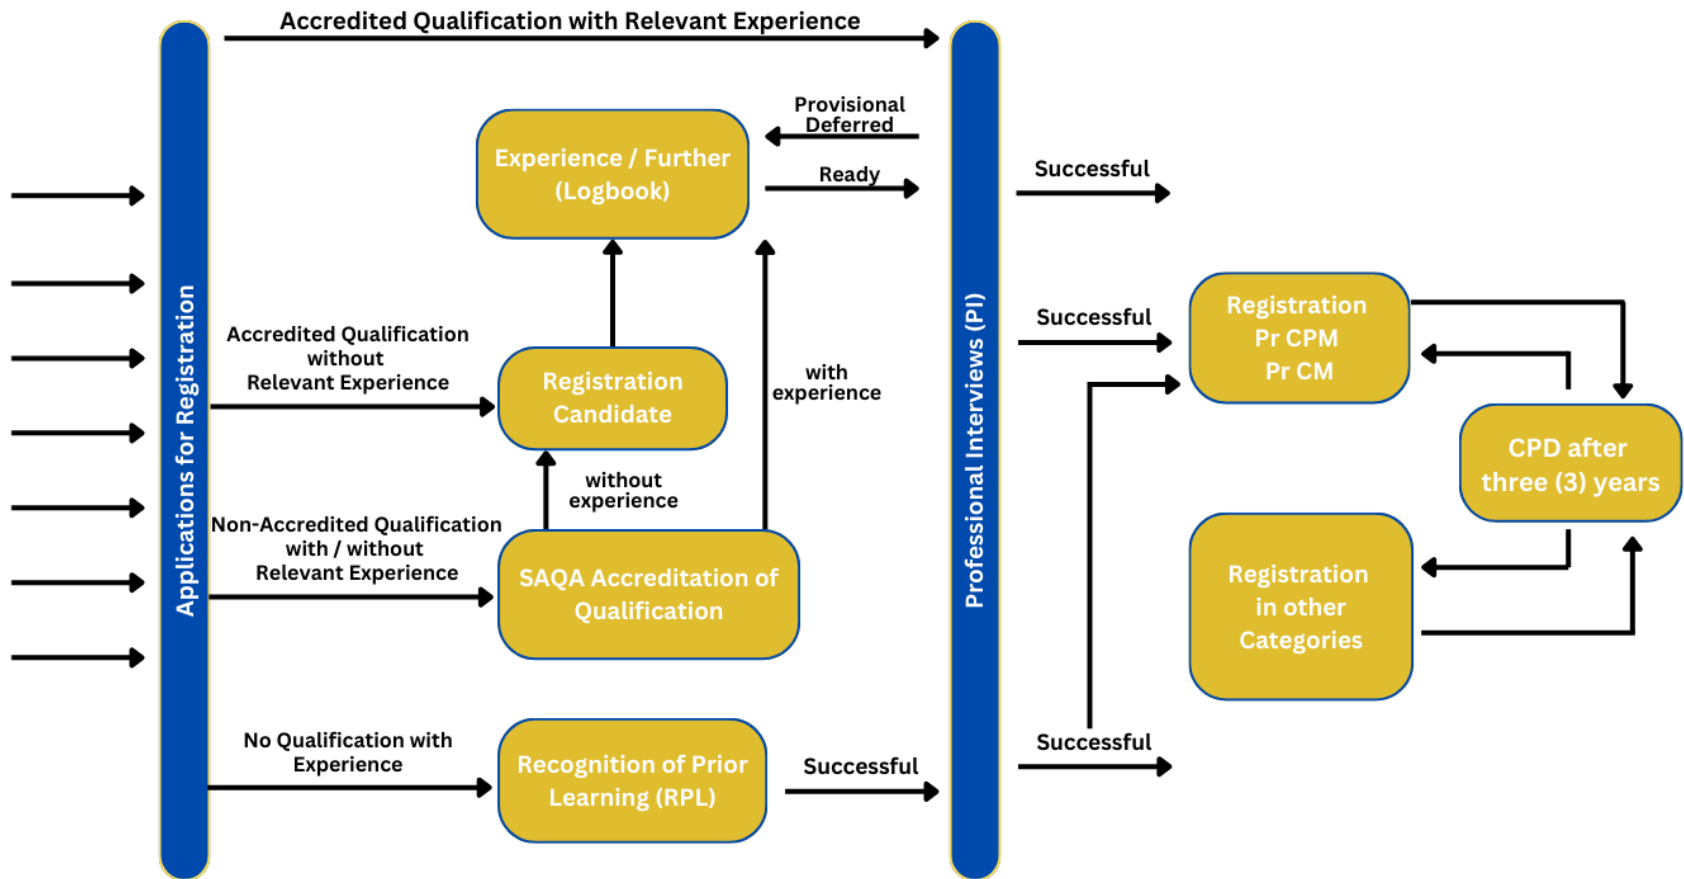 Accredited Qualification with Relevant Experience
Applications for Registration
Provisional
Deferred
Experience / Further
(Logbook)
Ready
Successful
Professional Interviews (PI)
Registration
Pr CPM
Pr CM
Successful
Accredited Qualification
without
Relevant Experience
Registration
Candidate
with
experience
CPD after
three (3) years
without
experience
Non-Accredited Qualification
with / without
Relevant Experience
SAQA Accreditation of
Qualification
Registration
in other
Categories
No Qualification with
Experience
Recognition of Prior
Learning (RPL)
Successful
Successful